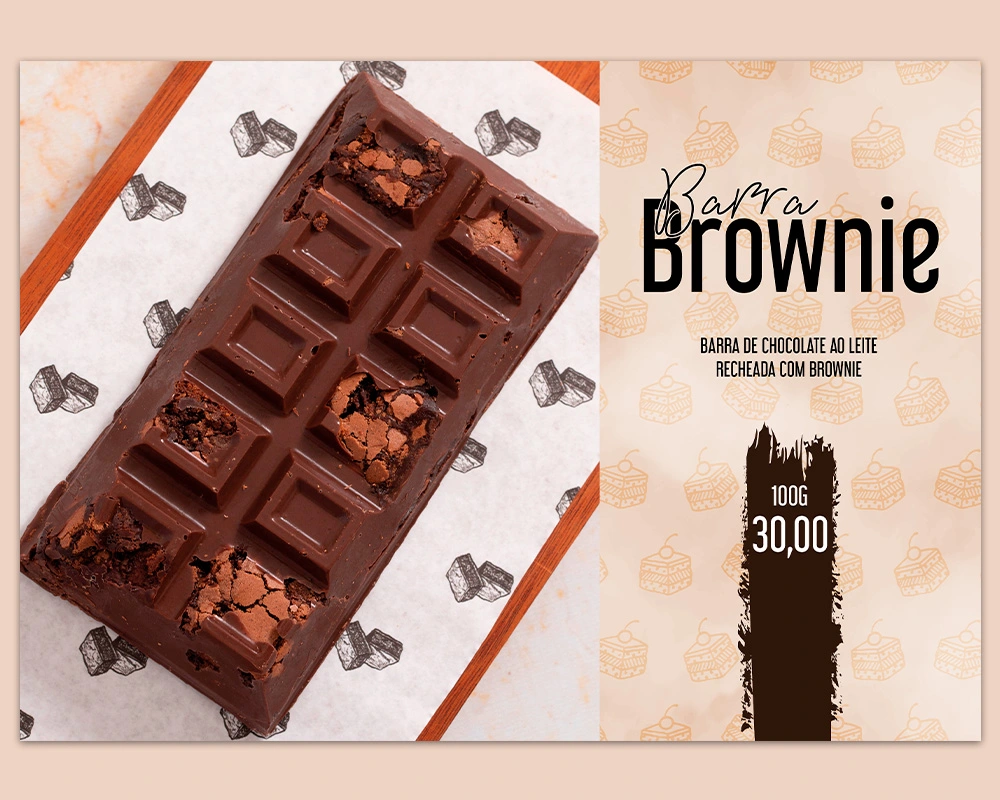 Barra
Brownie
BARRA DE CHOCOLATE AO LEITE
RECHEADA COM BROWNIE
100G
30,00